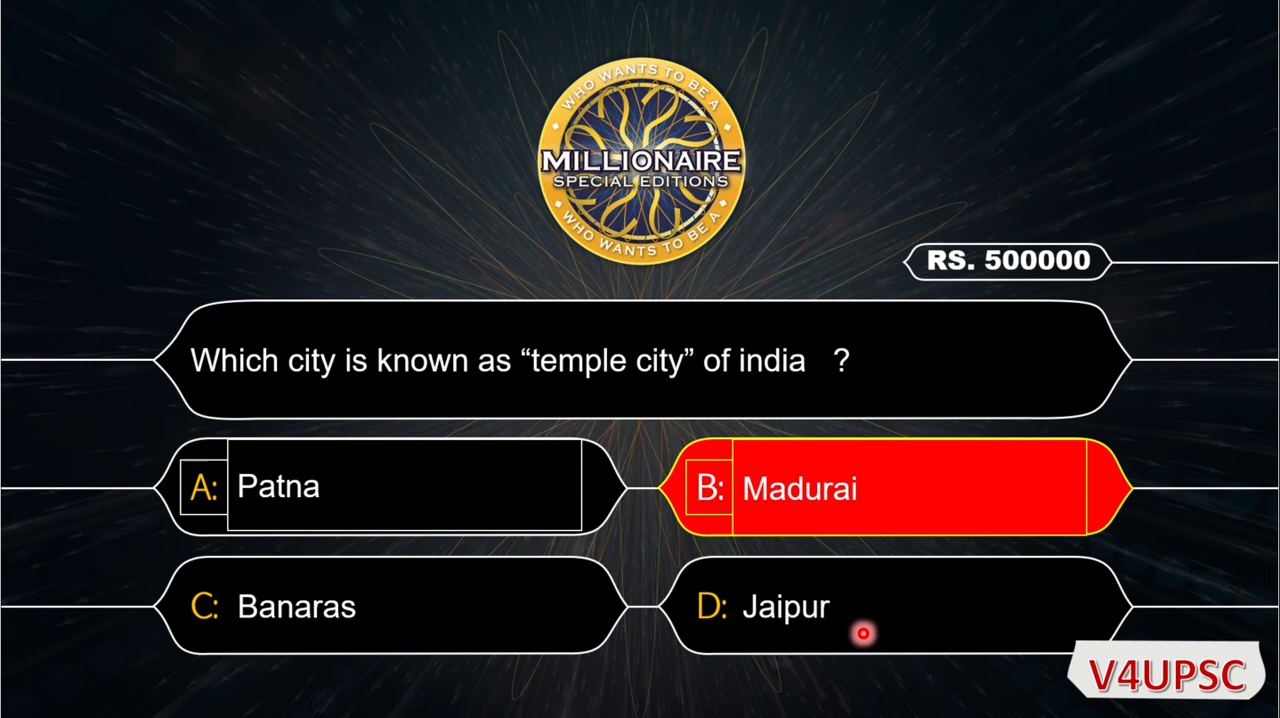 WHO WANTS TO BE A
MILLIONAIRE
SPECIAL EDITIONS
WHO WANTS TO BE A
RS. 500000
Which city is known as “temple city” of india ?
A: Patna
B: Madurai
C: Banaras
D: Jaipur
V4UPSC